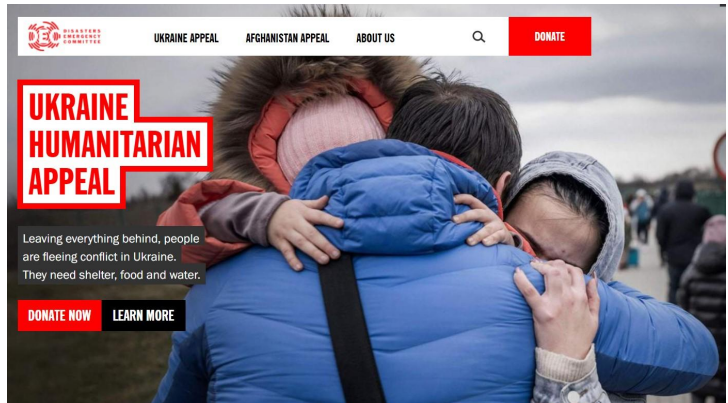 DEC
DISASTERS
EMERGENCY
COMMITTEE
UKRAINE APPEAL
AFGHANISTAN APPEAL
ABOUT US
DONATE
UKRAINE
HUMANITARIAN
APPEAL
Leaving everything behind, people
are fleeing conflict in Ukraine.
They need shelter, food and water.
DONATE NOW
LEARN MORE